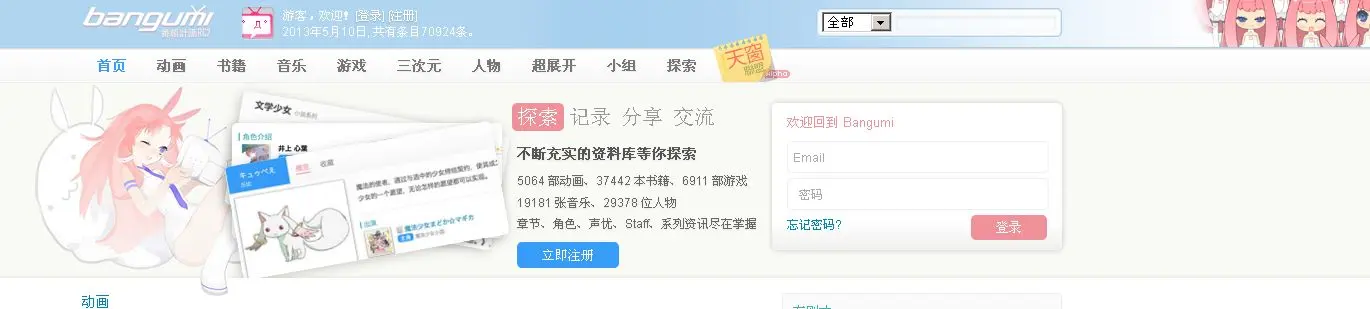 bangumi
番組計画
游客，欢迎！ [登录] [注册]
2013年5月10日, 共有条目70924条。
全部
首页 动画 书籍 音乐 游戏 三次元 人物 超展开 小组 探索
天窗
联盟
alpha
文学少女 小说系列
角色介绍
井上 心葉
キュゥべえ
概览 收藏
魔法的使者，通过与选中的少女缔结契约，使其成为
少女的一个愿望，无论怎样的愿望都可以实现。
出演
魔法少女まどか☆マギカ
探索 记录 分享 交流
不断充实的资料库等你探索
5064 部动画、37442 本书籍、6911 部游戏
19181 张音乐、29378 位人物
章节、角色、声优、Staff、系列资讯尽在掌握
立即注册
欢迎回到 Bangumi
Email
密码
忘记密码?
登录
动画